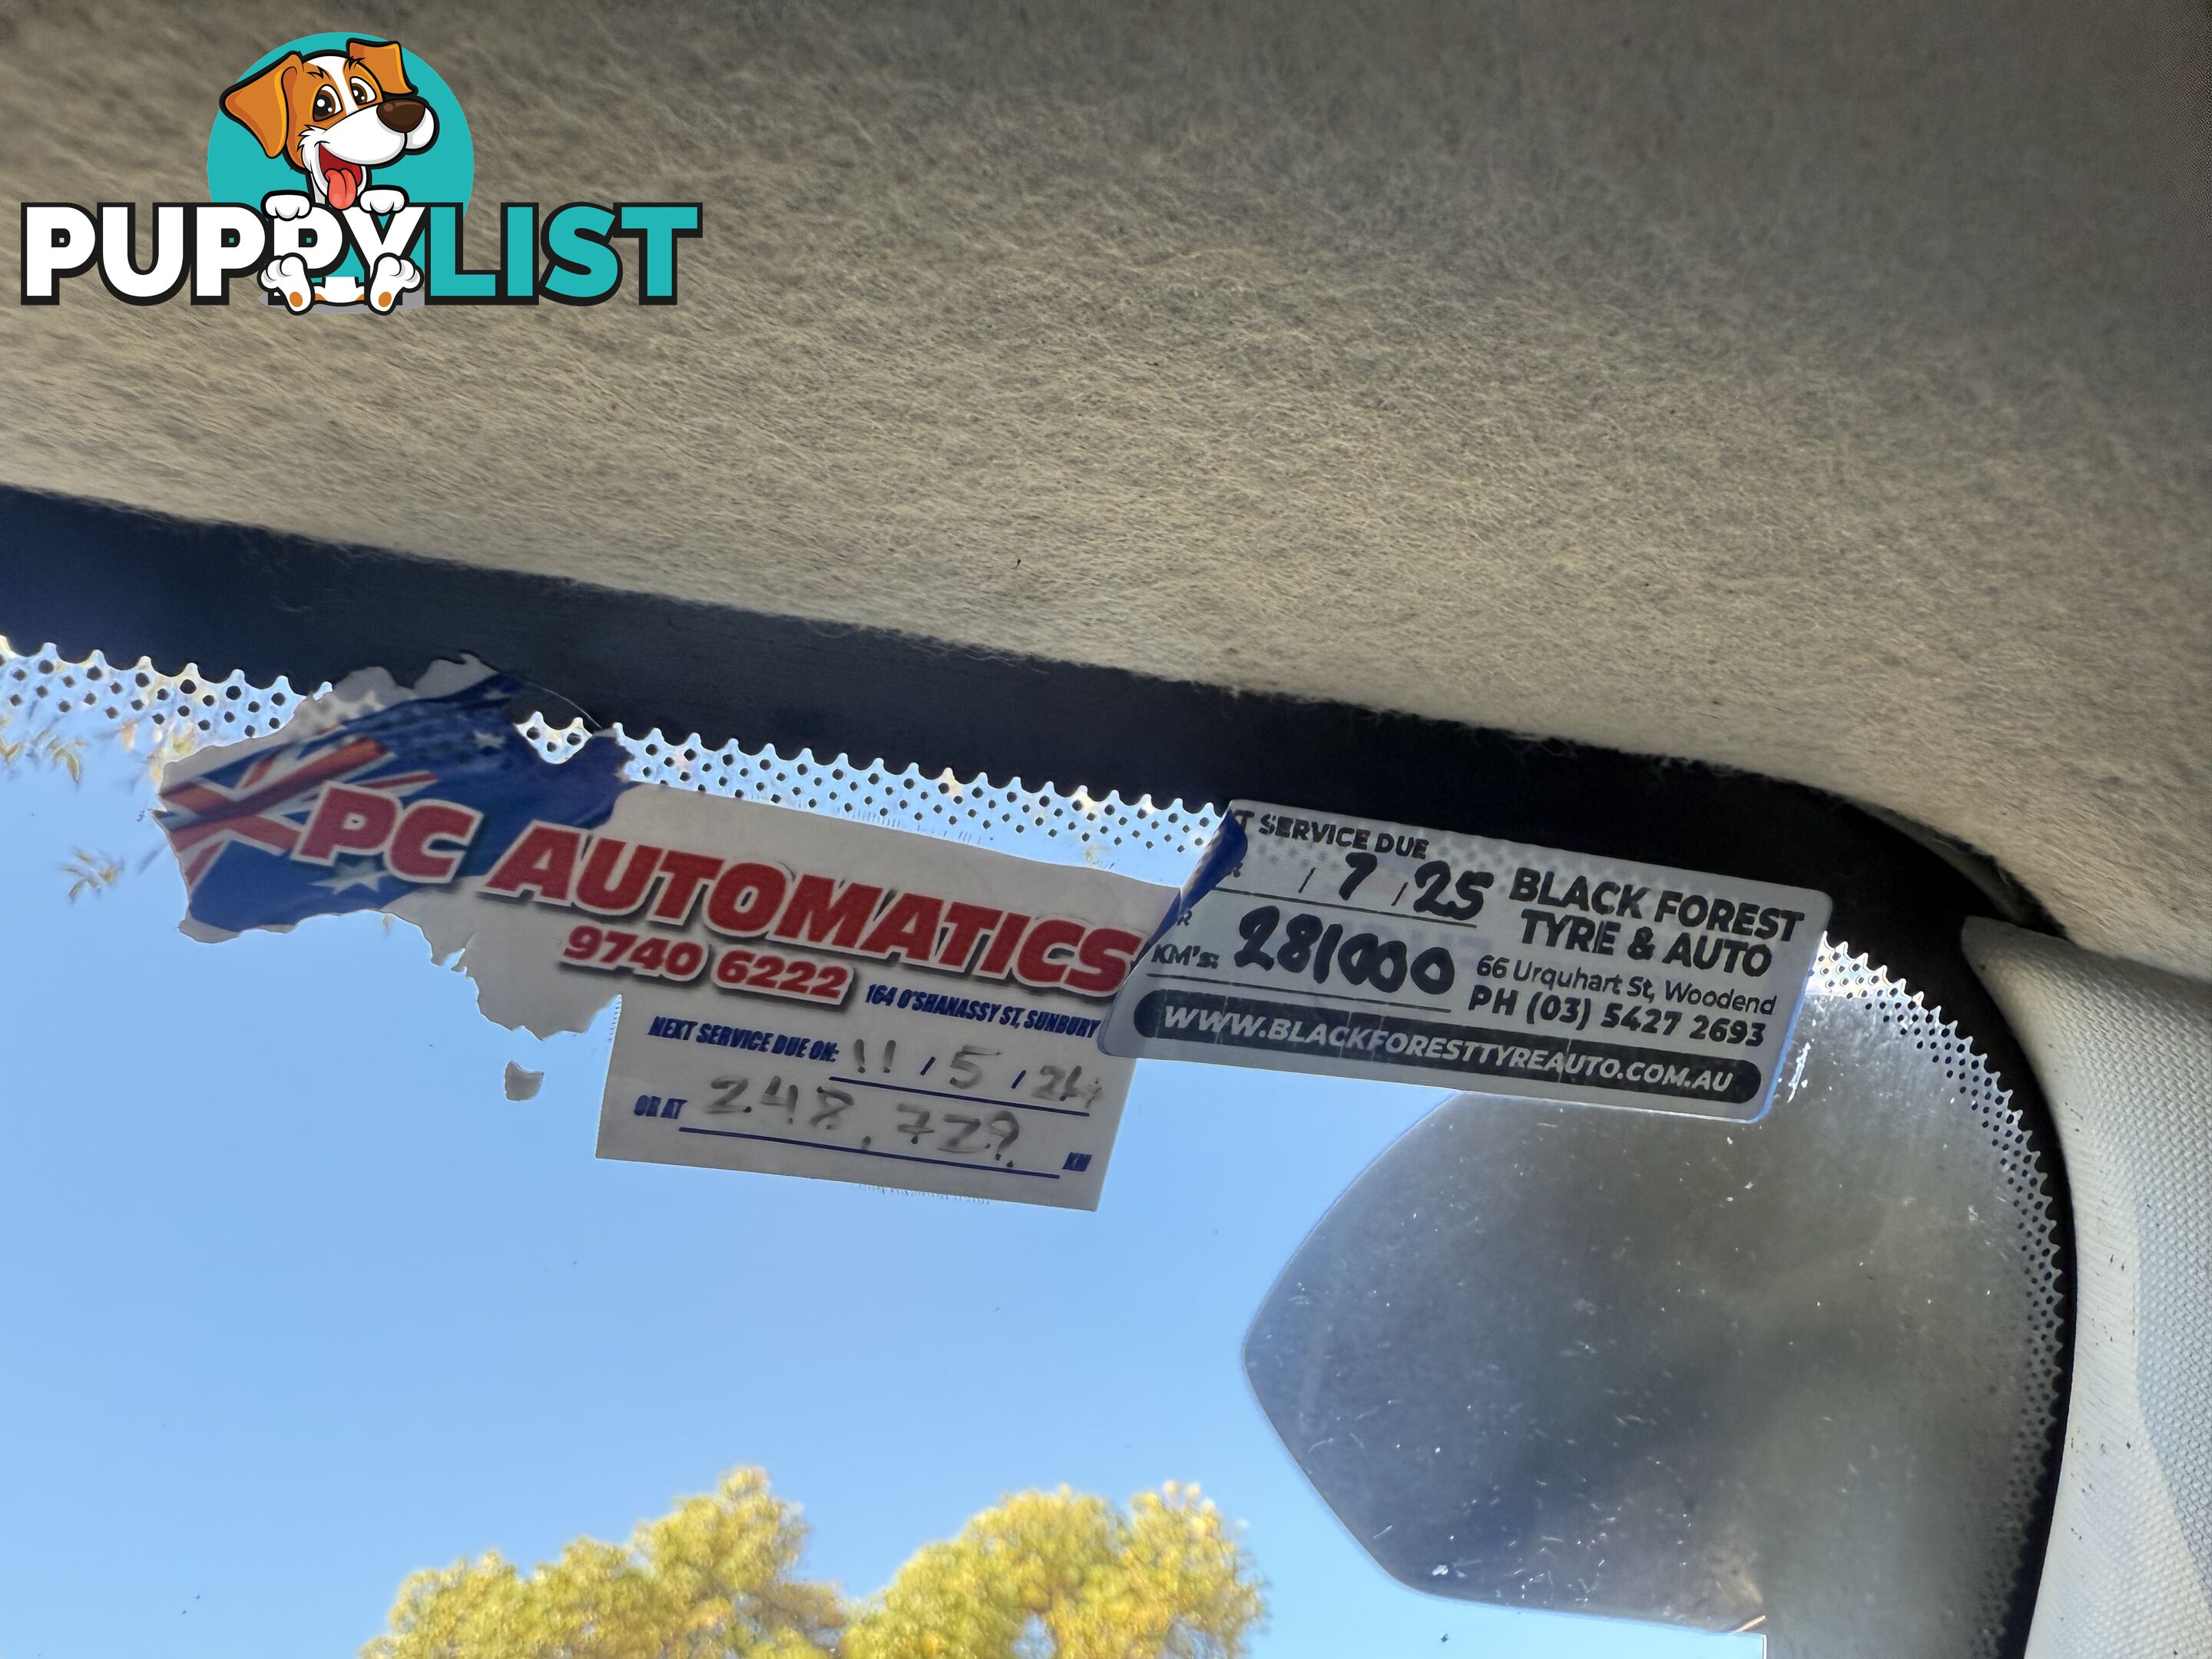 PUPPYLIST
PC AUTOMATICS
9740 6222
164 O'SHANASSY ST, SUNBURY
NEXT SERVICE DUE ON: 11 / 5 / 24
OR AT 248,729 KM
T SERVICE DUE
R / 7 / 25
R
KM's: 281000
BLACK FOREST
TYRE & AUTO
66 Urquhart St, Woodend
PH (03) 5427 2693
WWW.BLACKFORESTTYREAUTO.COM.AU